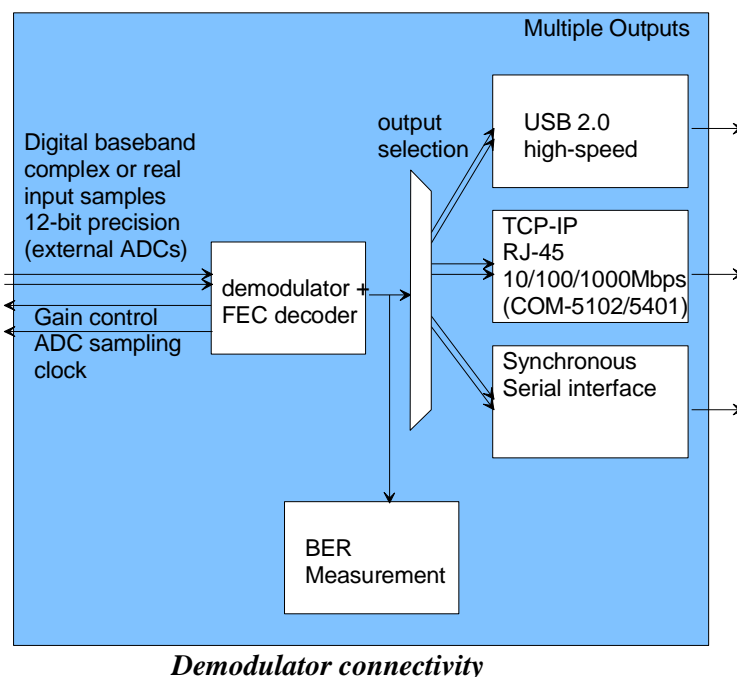 Multiple Outputs
Digital baseband
complex or real
input samples
12-bit precision
(external ADCs)
output
selection
USB 2.0
high-speed
TCP-IP
RJ-45
10/100/1000Mbps
(COM-5102/5401)
demodulator +
FEC decoder
Gain control
ADC sampling
clock
Synchronous
Serial interface
BER
Measurement
Demodulator connectivity